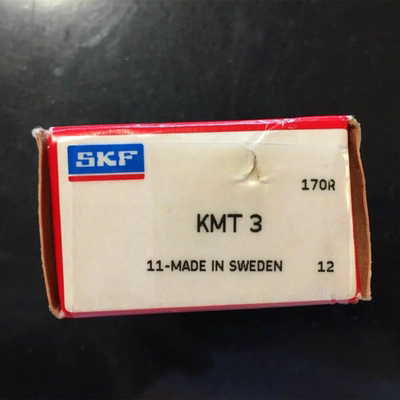 SKF
170R
KMT 3
11-MADE IN SWEDEN 12